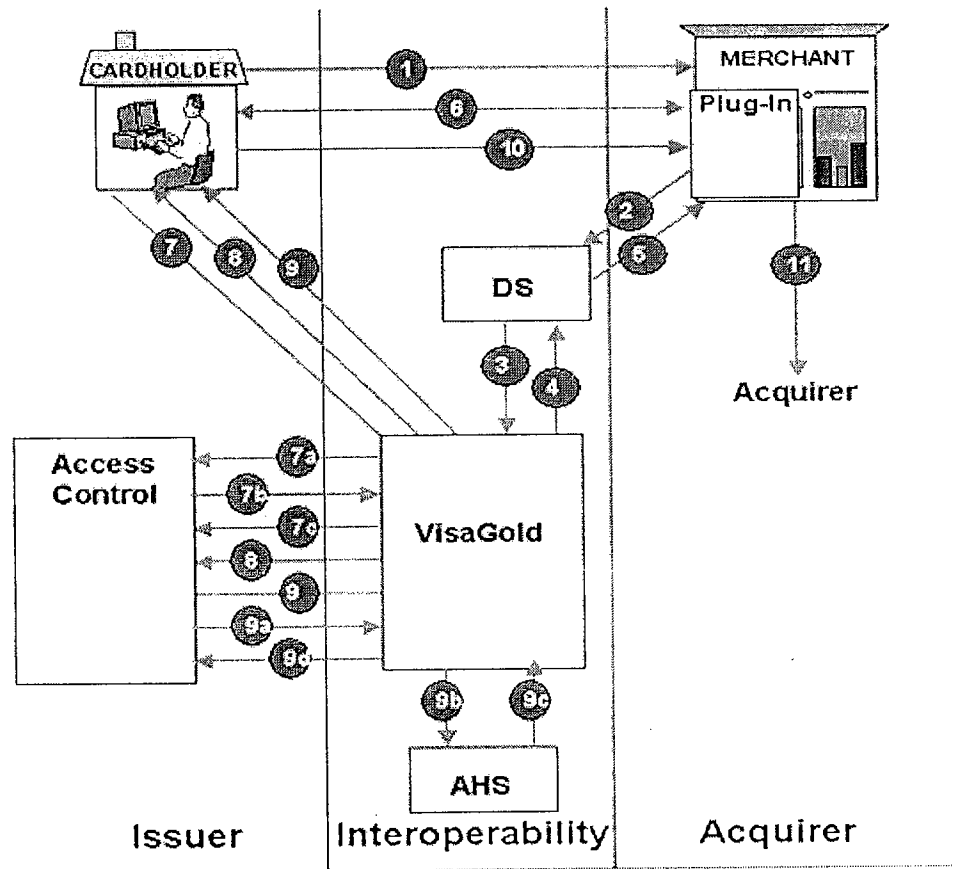 CARDHOLDER
1
MERCHANT
6
Plug-In
10
2
7
8
9
5
11
DS
3
4
Acquirer
Access
Control
7a
7b
7c
VisaGold
8
9
9a
9d
9b
9c
AHS
Issuer
Interoperability
Acquirer